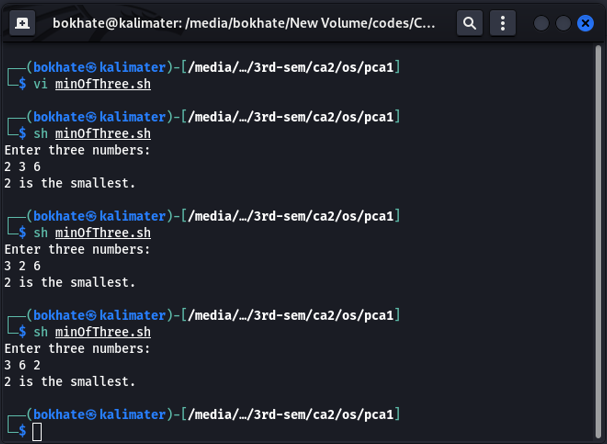 bokhate@kalimater: /media/bokhate/New Volume/codes/C...
┌──(bokhate㉿kalimater)-[/media/…/3rd-sem/ca2/os/pca1]
└─$ vi minOfThree.sh
┌──(bokhate㉿kalimater)-[/media/…/3rd-sem/ca2/os/pca1]
└─$ sh minOfThree.sh
Enter three numbers:
2 3 6
2 is the smallest.
┌──(bokhate㉿kalimater)-[/media/…/3rd-sem/ca2/os/pca1]
└─$ sh minOfThree.sh
Enter three numbers:
3 2 6
2 is the smallest.
┌──(bokhate㉿kalimater)-[/media/…/3rd-sem/ca2/os/pca1]
└─$ sh minOfThree.sh
Enter three numbers:
3 6 2
2 is the smallest.
┌──(bokhate㉿kalimater)-[/media/…/3rd-sem/ca2/os/pca1]
└─$